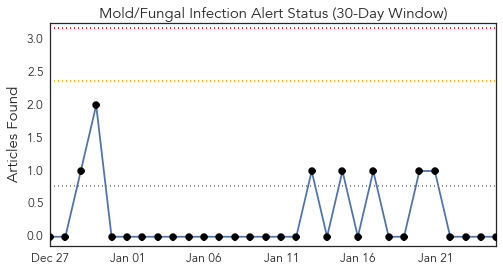 Mold/Fungal Infection Alert Status (30-Day Window)
Articles Found
3.0
2.5
2.0
1.5
1.0
0.5
0.0
Dec 27 Jan 01 Jan 06 Jan 11 Jan 16 Jan 21